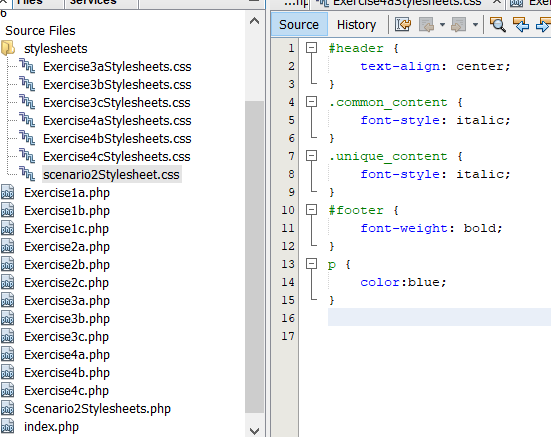 Files
Services
6
Source Files
stylesheets
Exercise3aStylesheets.css
Exercise3bStylesheets.css
Exercise3cStylesheets.css
Exercise4aStylesheets.css
Exercise4bStylesheets.css
Exercise4cStylesheets.css
scenario2Stylesheet.css
Exercise1a.php
Exercise1b.php
Exercise1c.php
Exercise2a.php
Exercise2b.php
Exercise2c.php
Exercise3a.php
Exercise3b.php
Exercise3c.php
Exercise4a.php
Exercise4b.php
Exercise4c.php
Scenario2Stylesheets.php
index.php
Exercise4aStylesheets.css
Source History
1 #header {
2 text-align: center;
3 }
4 .common_content {
5 font-style: italic;
6 }
7 .unique_content {
8 font-style: italic;
9 }
10 #footer {
11 font-weight: bold;
12 }
13 p {
14 color:blue;
15 }
16
17